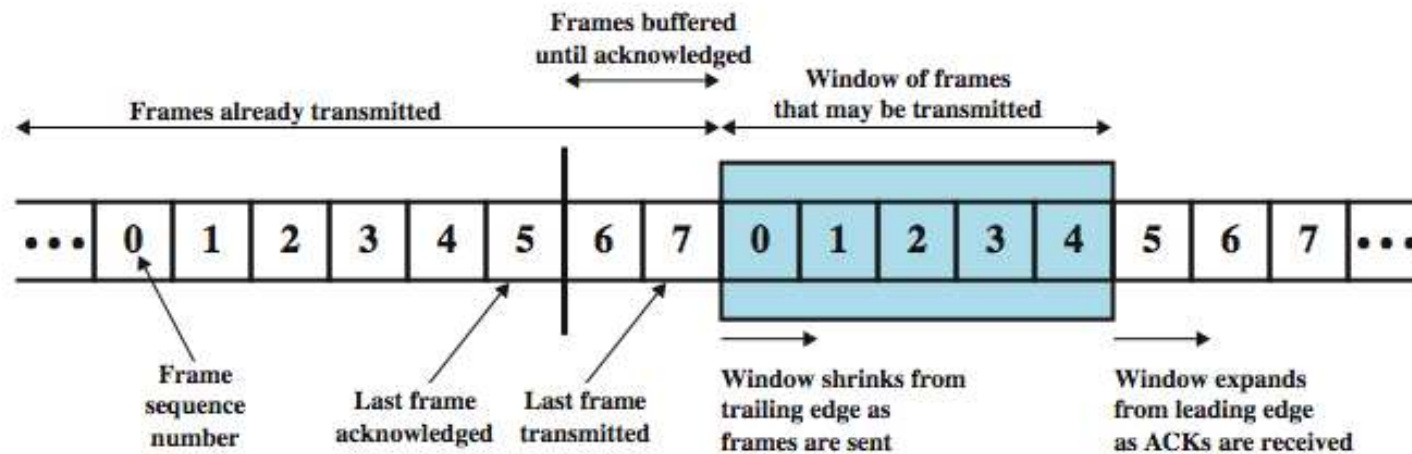 Frames buffered
until acknowledged
Window of frames
that may be transmitted
Frames already transmitted
••• 0 1 2 3 4 5 6 7 0 1 2 3 4 5 6 7 •••
Frame
sequence
number
Last frame
acknowledged
Last frame
transmitted
Window shrinks from
trailing edge as
frames are sent
Window expands
from leading edge
as ACKs are received